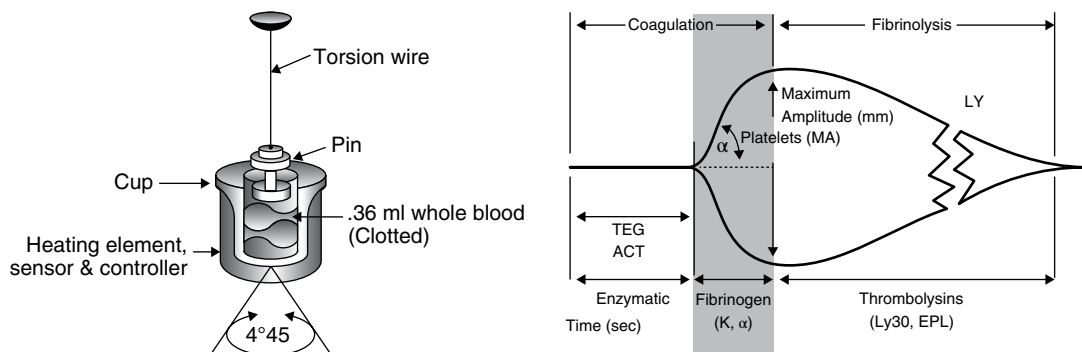 Torsion wire
Pin
Cup
.36 ml whole blood
(Clotted)
Heating element,
sensor & controller
4°45
Coagulation
Fibrinolysis
Maximum
Amplitude (mm)
Platelets (MA)
α
LY
TEG
ACT
Enzymatic
Fibrinogen
Thrombolysins
Time (sec)
(K, α)
(Ly30, EPL)